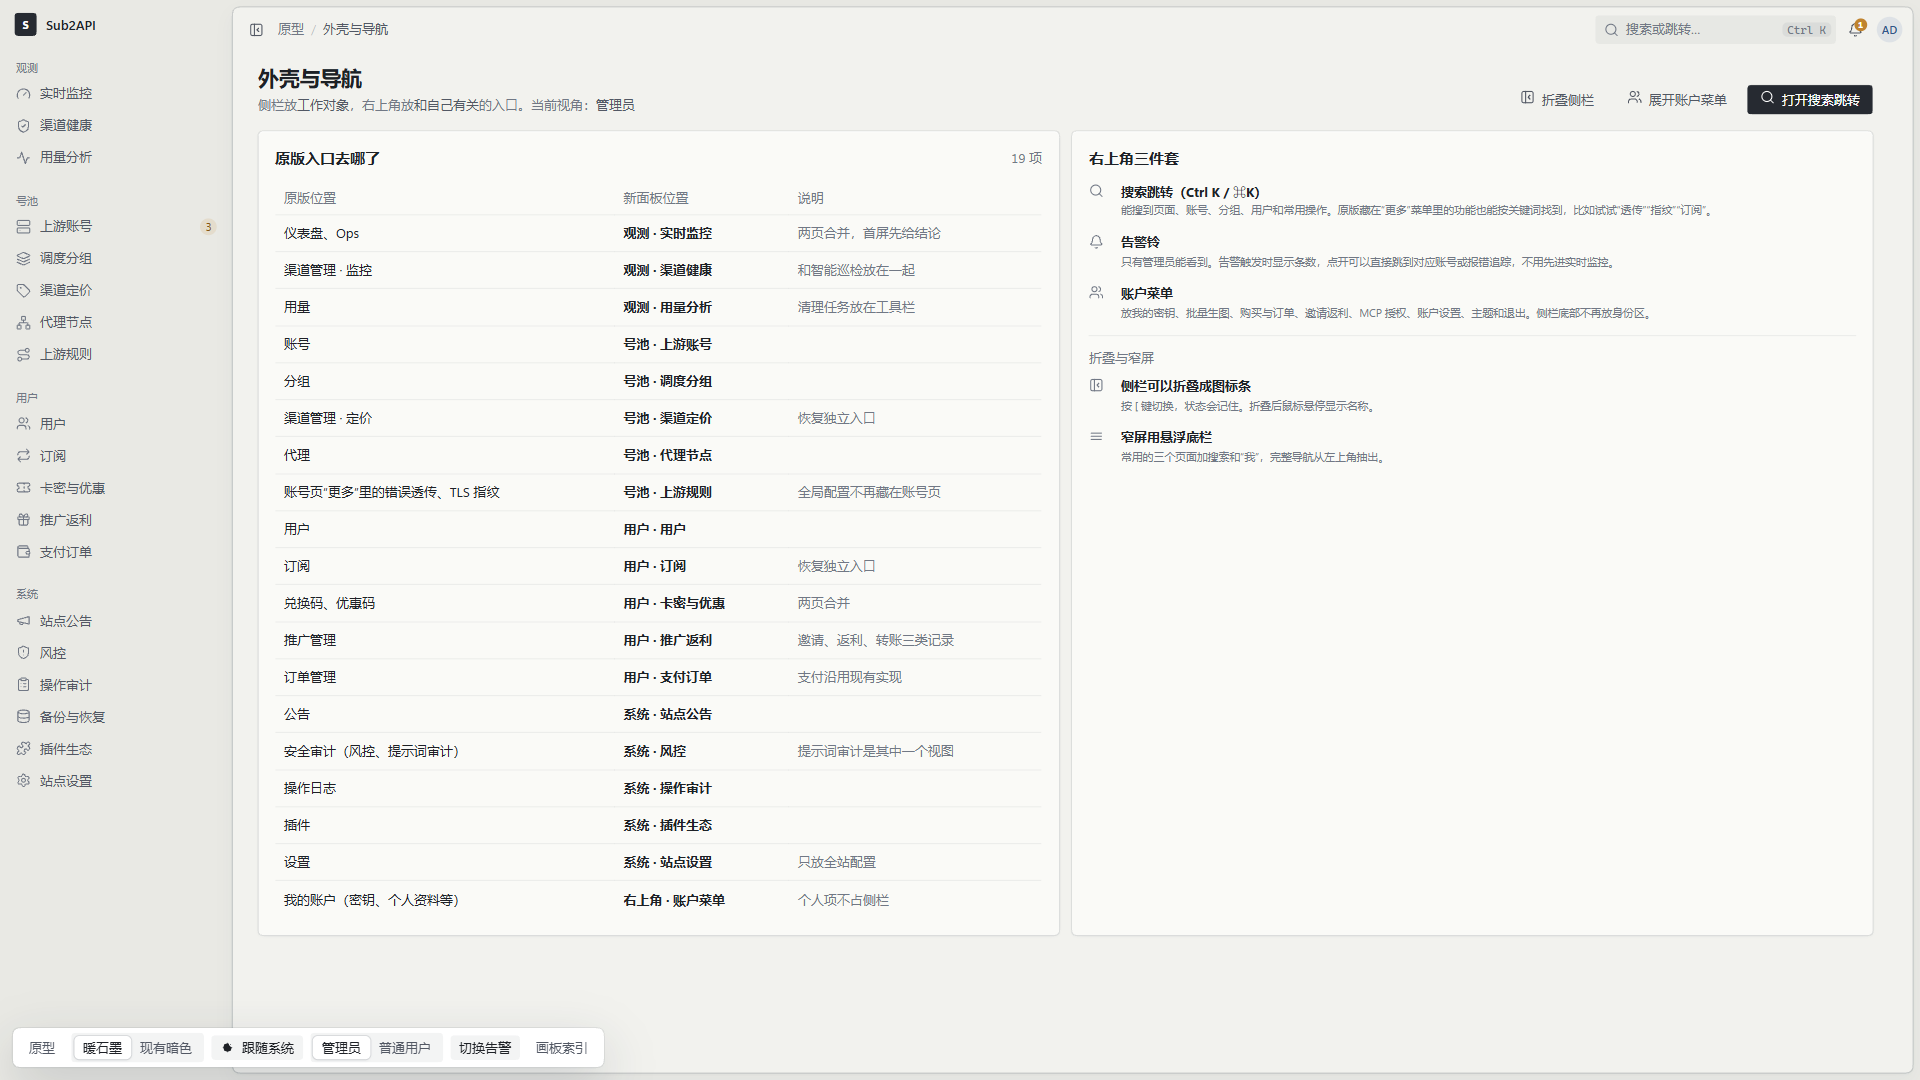 S Sub2API
观测
实时监控
渠道健康
用量分析
号池
上游账号 3
调度分组
渠道定价
代理节点
上游规则
用户
用户
订阅
卡密与优惠
推广返利
支付订单
系统
站点公告
风控
操作审计
备份与恢复
插件生态
站点设置
原型 / 外壳与导航
搜索或跳转... Ctrl K
1
AD
外壳与导航
侧栏放工作对象，右上角放和自己有关的入口。当前视角：管理员
折叠侧栏
展开账户菜单
打开搜索跳转
原版入口去哪了 19 项
原版位置 新面板位置 说明
仪表盘、Ops 观测 · 实时监控 两页合并，首屏先给结论
渠道管理 · 监控 观测 · 渠道健康 和智能巡检放在一起
用量 观测 · 用量分析 清理任务放在工具栏
账号 号池 · 上游账号
分组 号池 · 调度分组
渠道管理 · 定价 号池 · 渠道定价 恢复独立入口
代理 号池 · 代理节点
账号页“更多”里的错误透传、TLS 指纹 号池 · 上游规则 全局配置不再藏在账号页
用户 用户 · 用户
订阅 用户 · 订阅 恢复独立入口
兑换码、优惠码 用户 · 卡密与优惠 两页合并
推广管理 用户 · 推广返利 邀请、返利、转账三类记录
订单管理 用户 · 支付订单 支付沿用现有实现
公告 系统 · 站点公告
安全审计（风控、提示词审计） 系统 · 风控 提示词审计是其中一个视图
操作日志 系统 · 操作审计
插件 系统 · 插件生态
设置 系统 · 站点设置 只放全站配置
我的账户（密钥、个人资料等） 右上角 · 账户菜单 个人项不占侧栏
右上角三件套
搜索跳转（Ctrl K / ⌘K）
能搜到页面、账号、分组、用户和常用操作。原版藏在“更多”菜单里的功能也能按关键词找到，比如试试“透传”“指纹”“订阅”。
告警铃
只有管理员能看到。告警触发时显示条数，点开可以直接跳到对应账号或报错追踪，不用先进实时监控。
账户菜单
放我的密钥、批量生图、购买与订单、邀请返利、MCP 授权、账户设置、主题和退出。侧栏底部不再放身份区。
折叠与窄屏
侧栏可以折叠成图标条
按 [ 键切换，状态会记住。折叠后鼠标悬停显示名称。
窄屏用悬浮底栏
常用的三个页面加搜索和“我”，完整导航从左上角抽出。
原型 暖石墨 现有暗色 跟随系统 管理员 普通用户 切换告警 画板索引